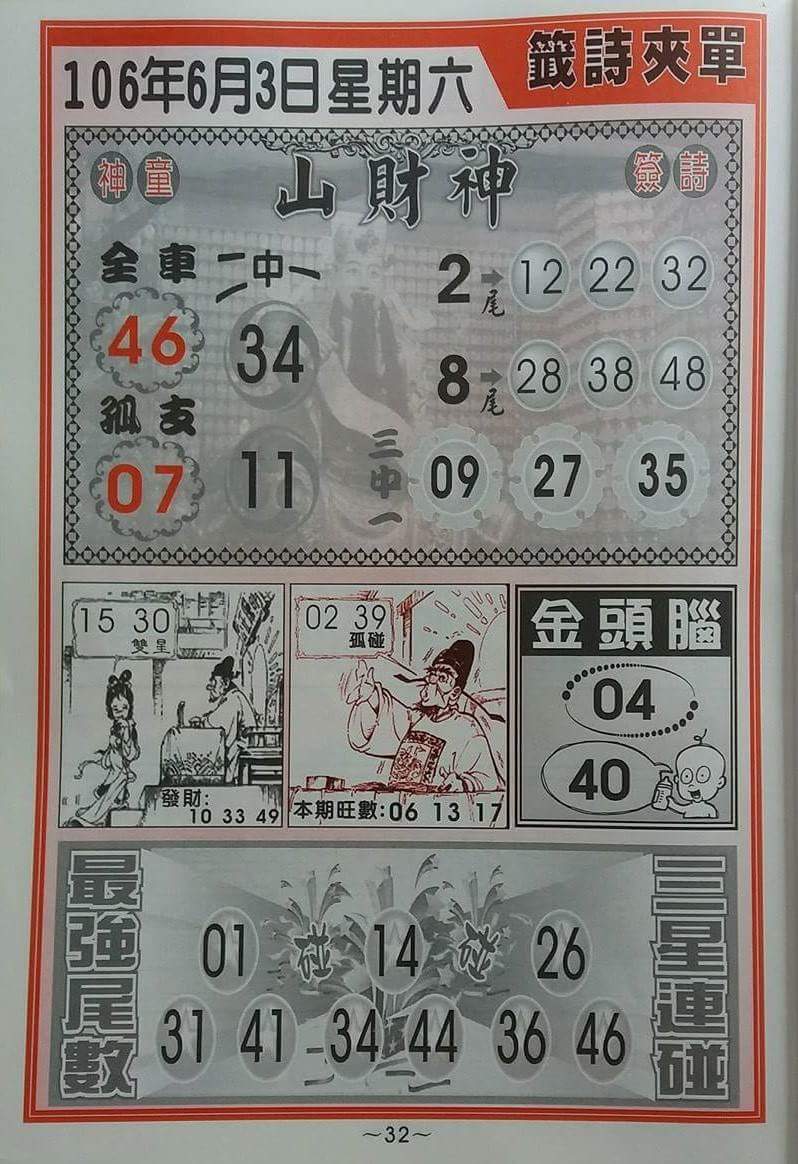 籤詩夾單
106年6月3日星期六
神童 山財神 簽詩
全車 二中一
46 34
孤支
07 11
2→尾 12 22 32
8→尾 28 38 48
三中一 09 27 35
15 30
雙星
發財:
10 33 49
02 39
孤碰
本期旺數:06 13 17
金頭腦
04
40
最強尾數
01 碰 14 碰 26
31 41 34 44 36 46
三星連碰
~32~